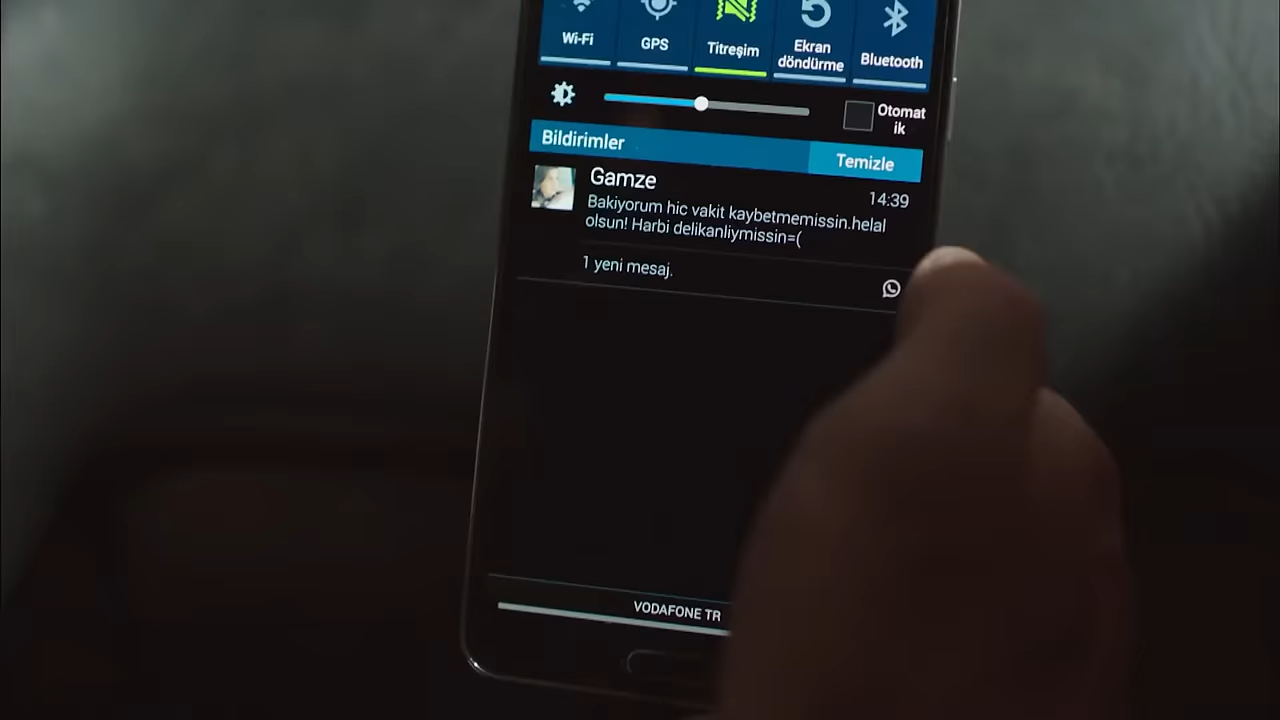 Wi-Fi
GPS
Titreşim
Ekran
döndürme
Bluetooth
Otomat
ik
Bildirimler
Temizle
Gamze
14:39
Bakiyorum hic vakit kaybetmemissin.helal
olsun! Harbi delikanliymissin=(
1 yeni mesaj.
VODAFONE TR